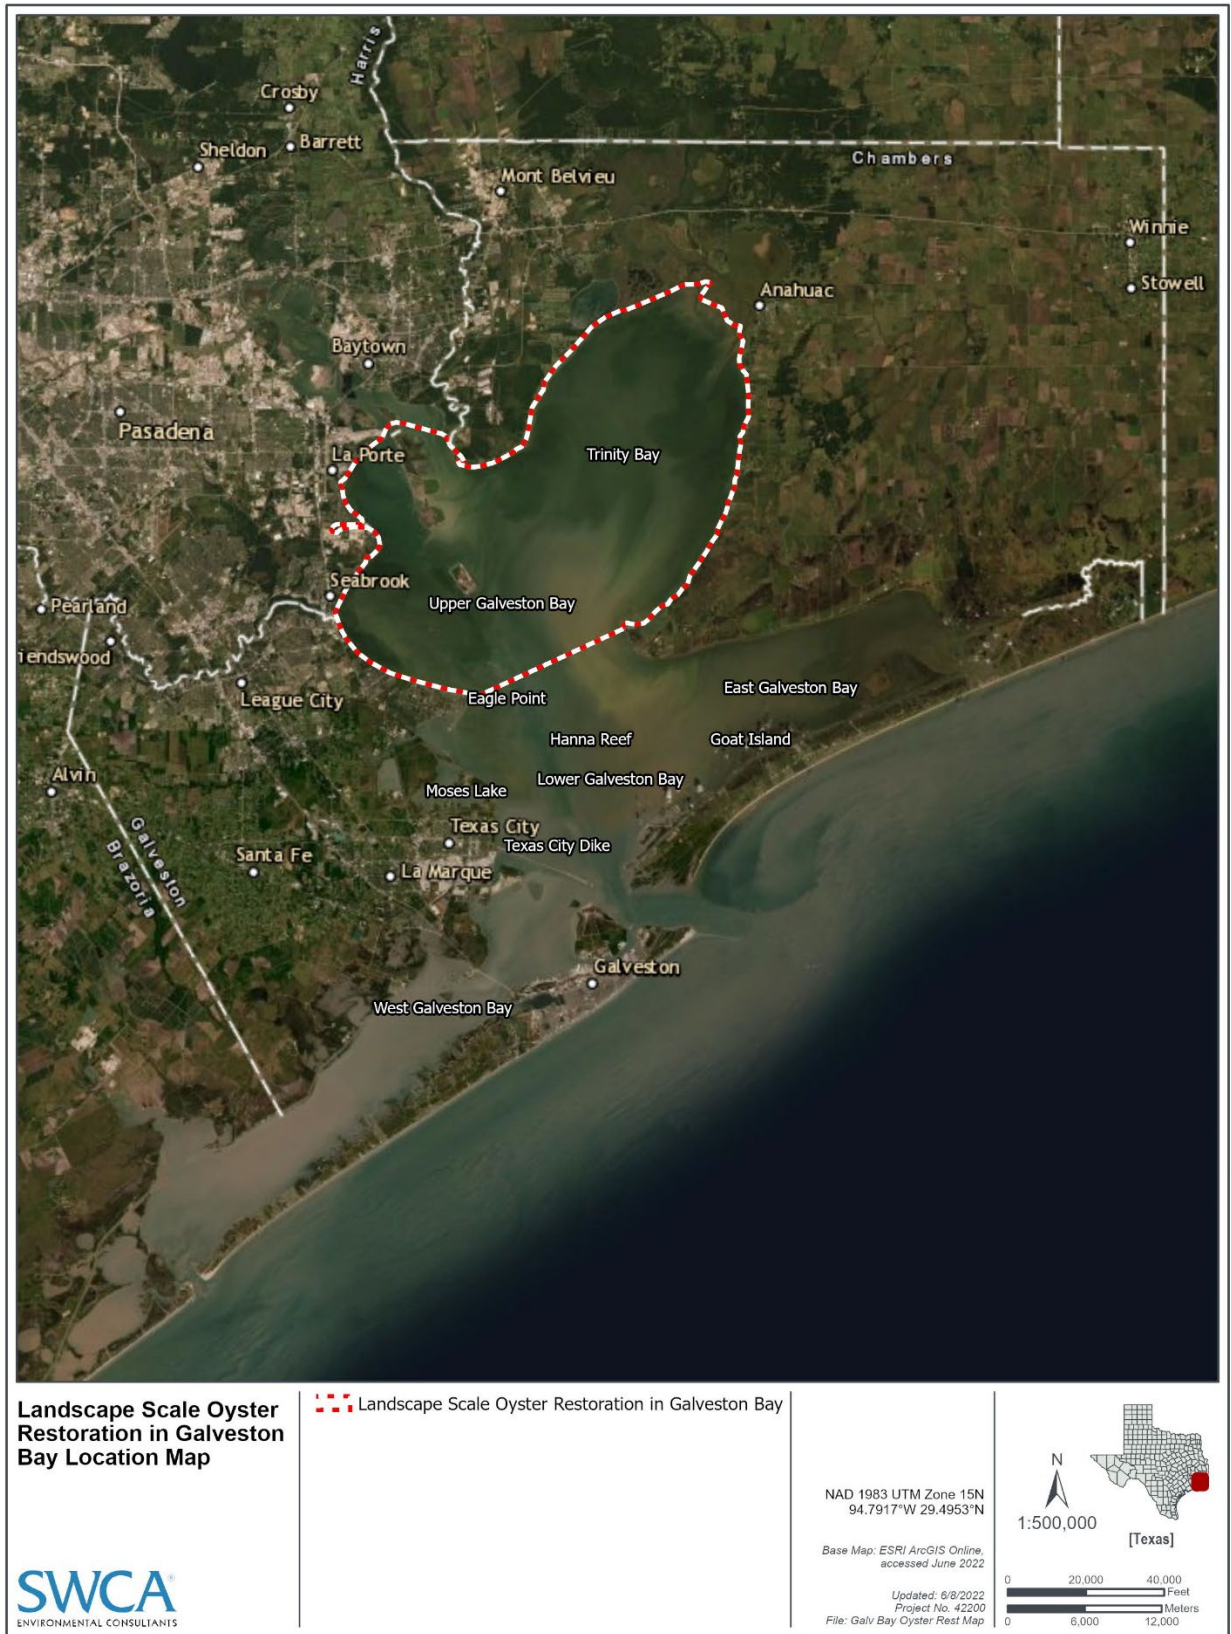 Harris
Crosby
Barrett
Sheldon
Chambers
Mont Belvieu
Winnie
Stowell
Anahuac
Baytown
Pasadena
La Porte
Trinity Bay
Seabrook
Upper Galveston Bay
Pearland
iendswood
League City
Eagle Point
East Galveston Bay
Hanna Reef
Goat Island
Lower Galveston Bay
Alvin
Moses Lake
Texas City
Galveston
Brazoria
Santa Fe
Texas City Dike
La Marque
Galveston
West Galveston Bay
Landscape Scale Oyster
Restoration in Galveston
Bay Location Map
SWCA®
ENVIRONMENTAL CONSULTANTS
Landscape Scale Oyster Restoration in Galveston Bay
NAD 1983 UTM Zone 15N
94.7917°W 29.4953°N
Base Map: ESRI ArcGIS Online,
accessed June 2022
Updated: 6/8/2022
Project No. 42200
File: Galv Bay Oyster Rest Map
N
1:500,000
[Texas]
0 20,000 40,000
Feet
Meters
0 6,000 12,000